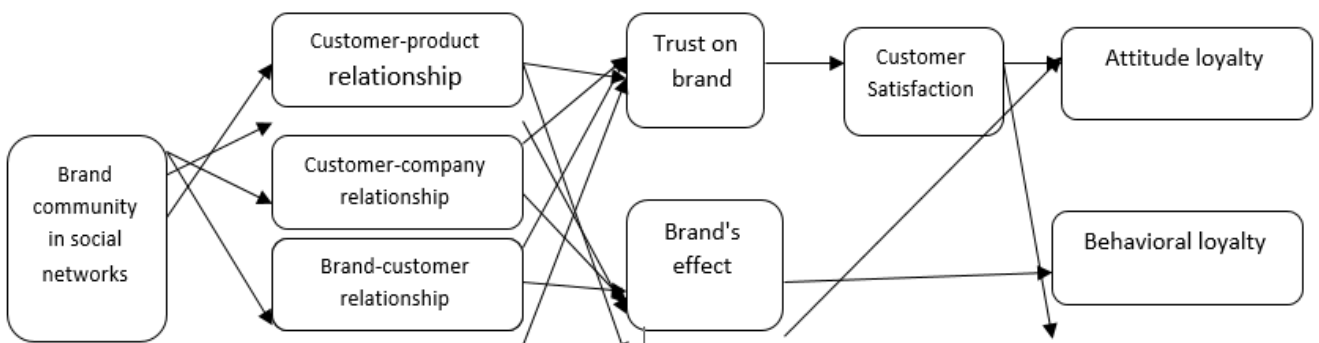 Customer-product
relationship
Trust on
brand
Customer
Satisfaction
Attitude loyalty
Brand
community
in social
networks
Customer-company
relationship
Brand's
effect
Behavioral loyalty
Brand-customer
relationship